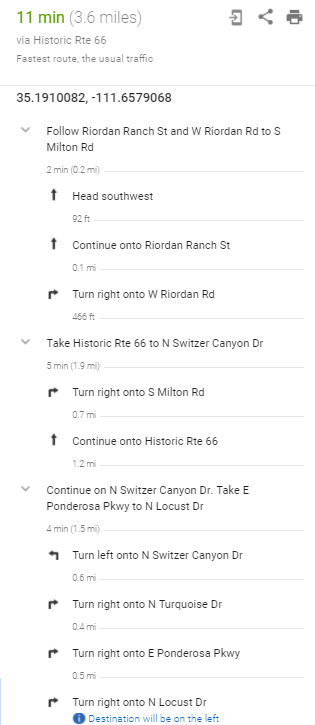 11 min (3.6 miles)
via Historic Rte 66
Fastest route, the usual traffic
35.1910082, -111.6579068
Follow Riordan Ranch St and W Riordan Rd to S
Milton Rd
2 min (0.2 mi)
Head southwest
92 ft
Continue onto Riordan Ranch St
0.1 mi
Turn right onto W Riordan Rd
466 ft
Take Historic Rte 66 to N Switzer Canyon Dr
5 min (1.9 mi)
Turn right onto S Milton Rd
0.7 mi
Continue onto Historic Rte 66
1.2 mi
Continue on N Switzer Canyon Dr. Take E
Ponderosa Pkwy to N Locust Dr
4 min (1.5 mi)
Turn left onto N Switzer Canyon Dr
0.6 mi
Turn right onto N Turquoise Dr
0.4 mi
Turn right onto E Ponderosa Pkwy
0.5 mi
Turn right onto N Locust Dr
Destination will be on the left